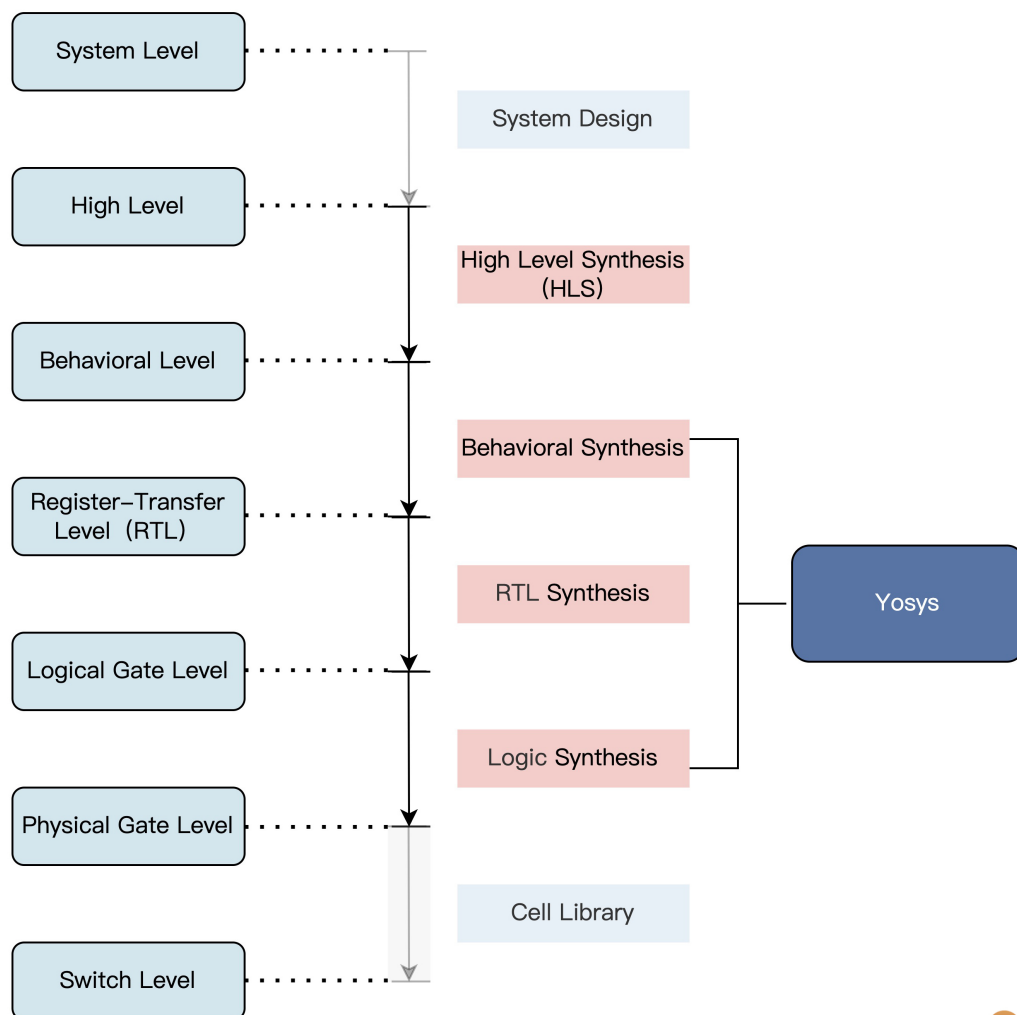 System Level
System Design
High Level
High Level Synthesis
(HLS)
Behavioral Level
Behavioral Synthesis
Register-Transfer
Level (RTL)
RTL Synthesis
Yosys
Logical Gate Level
Logic Synthesis
Physical Gate Level
Cell Library
Switch Level